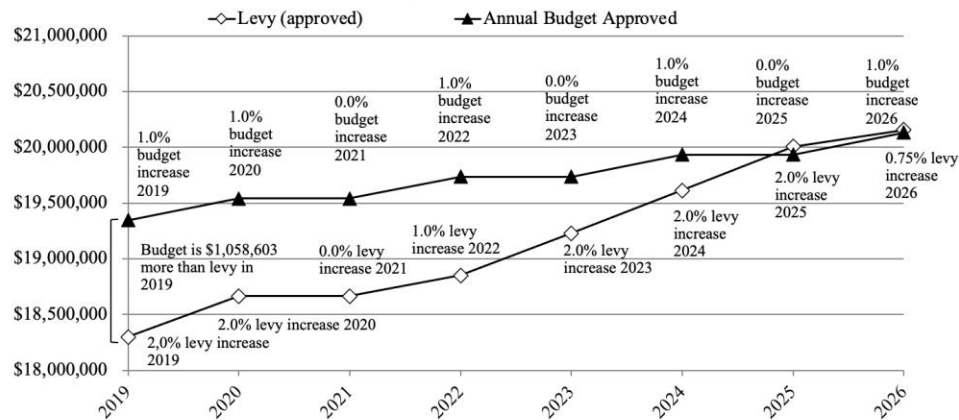 Levy (approved) Annual Budget Approved
$21,000,000
$20,500,000
$20,000,000
$19,500,000
$19,000,000
$18,500,000
$18,000,000
1.0%
budget
increase
2019
1.0%
budget
increase
2020
0.0%
budget
increase
2021
1.0%
budget
increase
2022
0.0%
budget
increase
2023
1.0%
budget
increase
2024
0.0%
budget
increase
2025
1.0%
budget
increase
2026
Budget is $1,058,603
more than levy in
2019
2,0% levy increase
2019
2.0% levy increase 2020
0.0% levy
increase 2021
1.0% levy
increase 2022
2.0% levy
increase 2023
2.0% levy
increase
2024
2.0% levy
increase
2025
0.75% levy
increase
2026
2019
2020
2021
2022
2023
2024
2025
2026